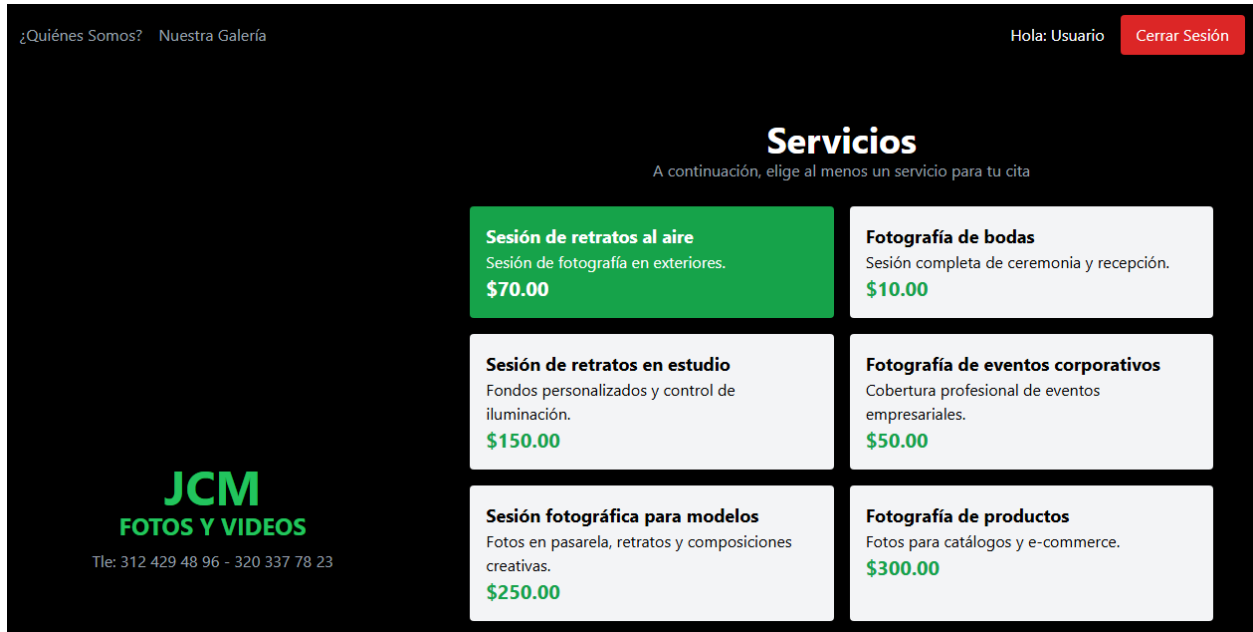 ¿Quiénes Somos? Nuestra Galería
Hola: Usuario
Cerrar Sesión
Servicios
A continuación, elige al menos un servicio para tu cita
Sesión de retratos al aire
Sesión de fotografía en exteriores.
$70.00
Fotografía de bodas
Sesión completa de ceremonia y recepción.
$10.00
Sesión de retratos en estudio
Fondos personalizados y control de
iluminación.
$150.00
Fotografía de eventos corporativos
Cobertura profesional de eventos
empresariales.
$50.00
Sesión fotográfica para modelos
Fotos en pasarela, retratos y composiciones
creativas.
$250.00
Fotografía de productos
Fotos para catálogos y e-commerce.
$300.00
JCM
FOTOS Y VIDEOS
Tle: 312 429 48 96 - 320 337 78 23